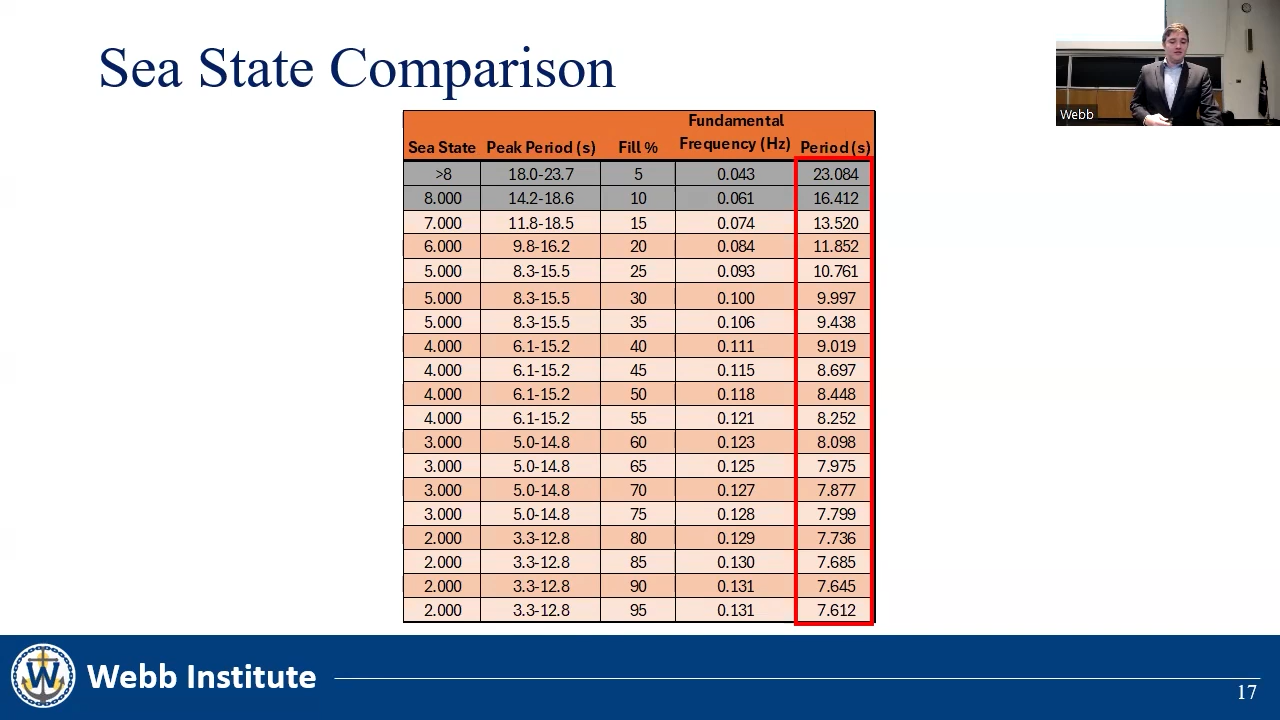 Sea State Comparison
Webb
Sea State Peak Period (s) Fill % Fundamental Frequency (Hz) Period (s)
>8 18.0-23.7 5 0.043 23.084
8.000 14.2-18.6 10 0.061 16.412
7.000 11.8-18.5 15 0.074 13.520
6.000 9.8-16.2 20 0.084 11.852
5.000 8.3-15.5 25 0.093 10.761
5.000 8.3-15.5 30 0.100 9.997
5.000 8.3-15.5 35 0.106 9.438
4.000 6.1-15.2 40 0.111 9.019
4.000 6.1-15.2 45 0.115 8.697
4.000 6.1-15.2 50 0.118 8.448
4.000 6.1-15.2 55 0.121 8.252
3.000 5.0-14.8 60 0.123 8.098
3.000 5.0-14.8 65 0.125 7.975
3.000 5.0-14.8 70 0.127 7.877
3.000 5.0-14.8 75 0.128 7.799
2.000 3.3-12.8 80 0.129 7.736
2.000 3.3-12.8 85 0.130 7.685
2.000 3.3-12.8 90 0.131 7.645
2.000 3.3-12.8 95 0.131 7.612
W Webb Institute
17